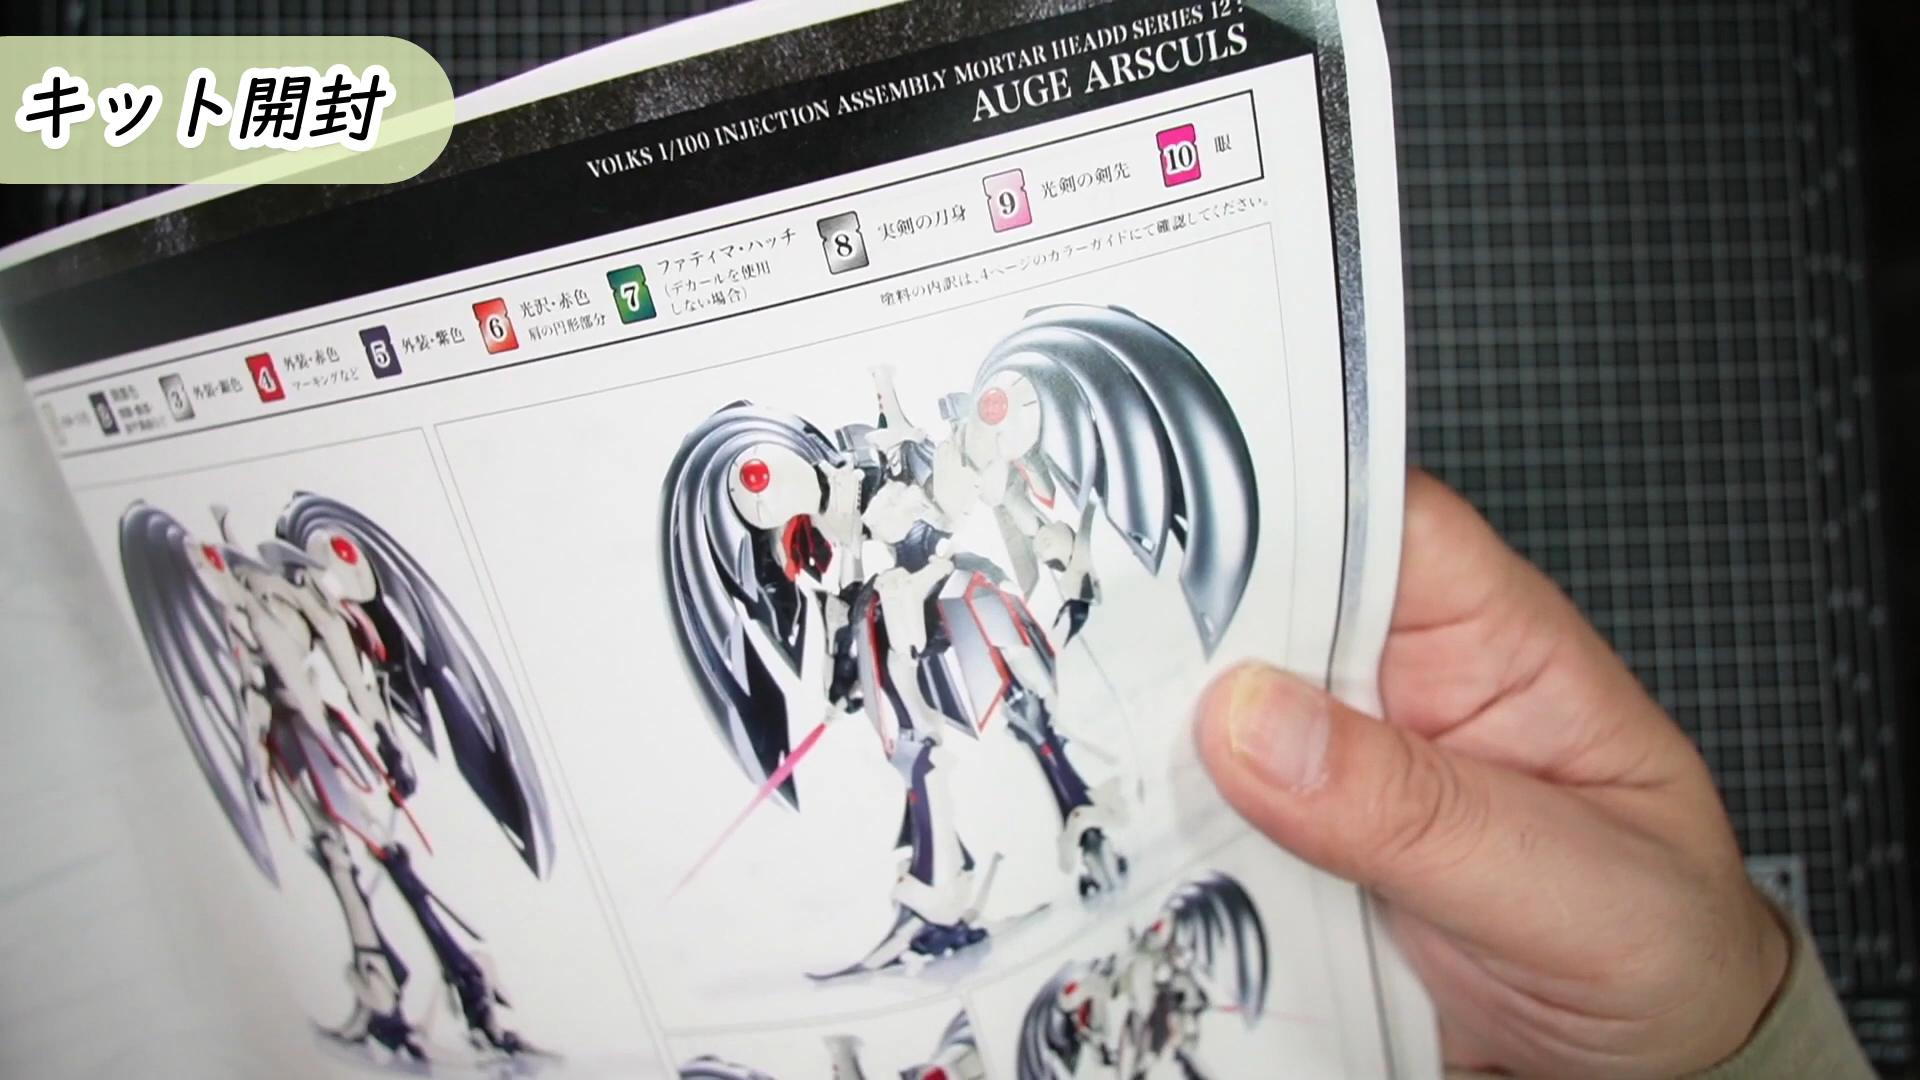 キット開封
VOLKS 1/100 INJECTION ASSEMBLY MORTAR HEADD SERIES 12 :
AUGE ARSCULS
3 外装・銀色
4 外装・赤色
マーキングなど
5 外装・紫色
6 光沢・赤色
肩の円形部分
7 ファティマ・ハッチ
(デカールを使用
しない場合)
8 実剣の刀身
9 光剣の剣先
10 眼
塗料の内訳は、4ページのカラーガイドにて確認してください。